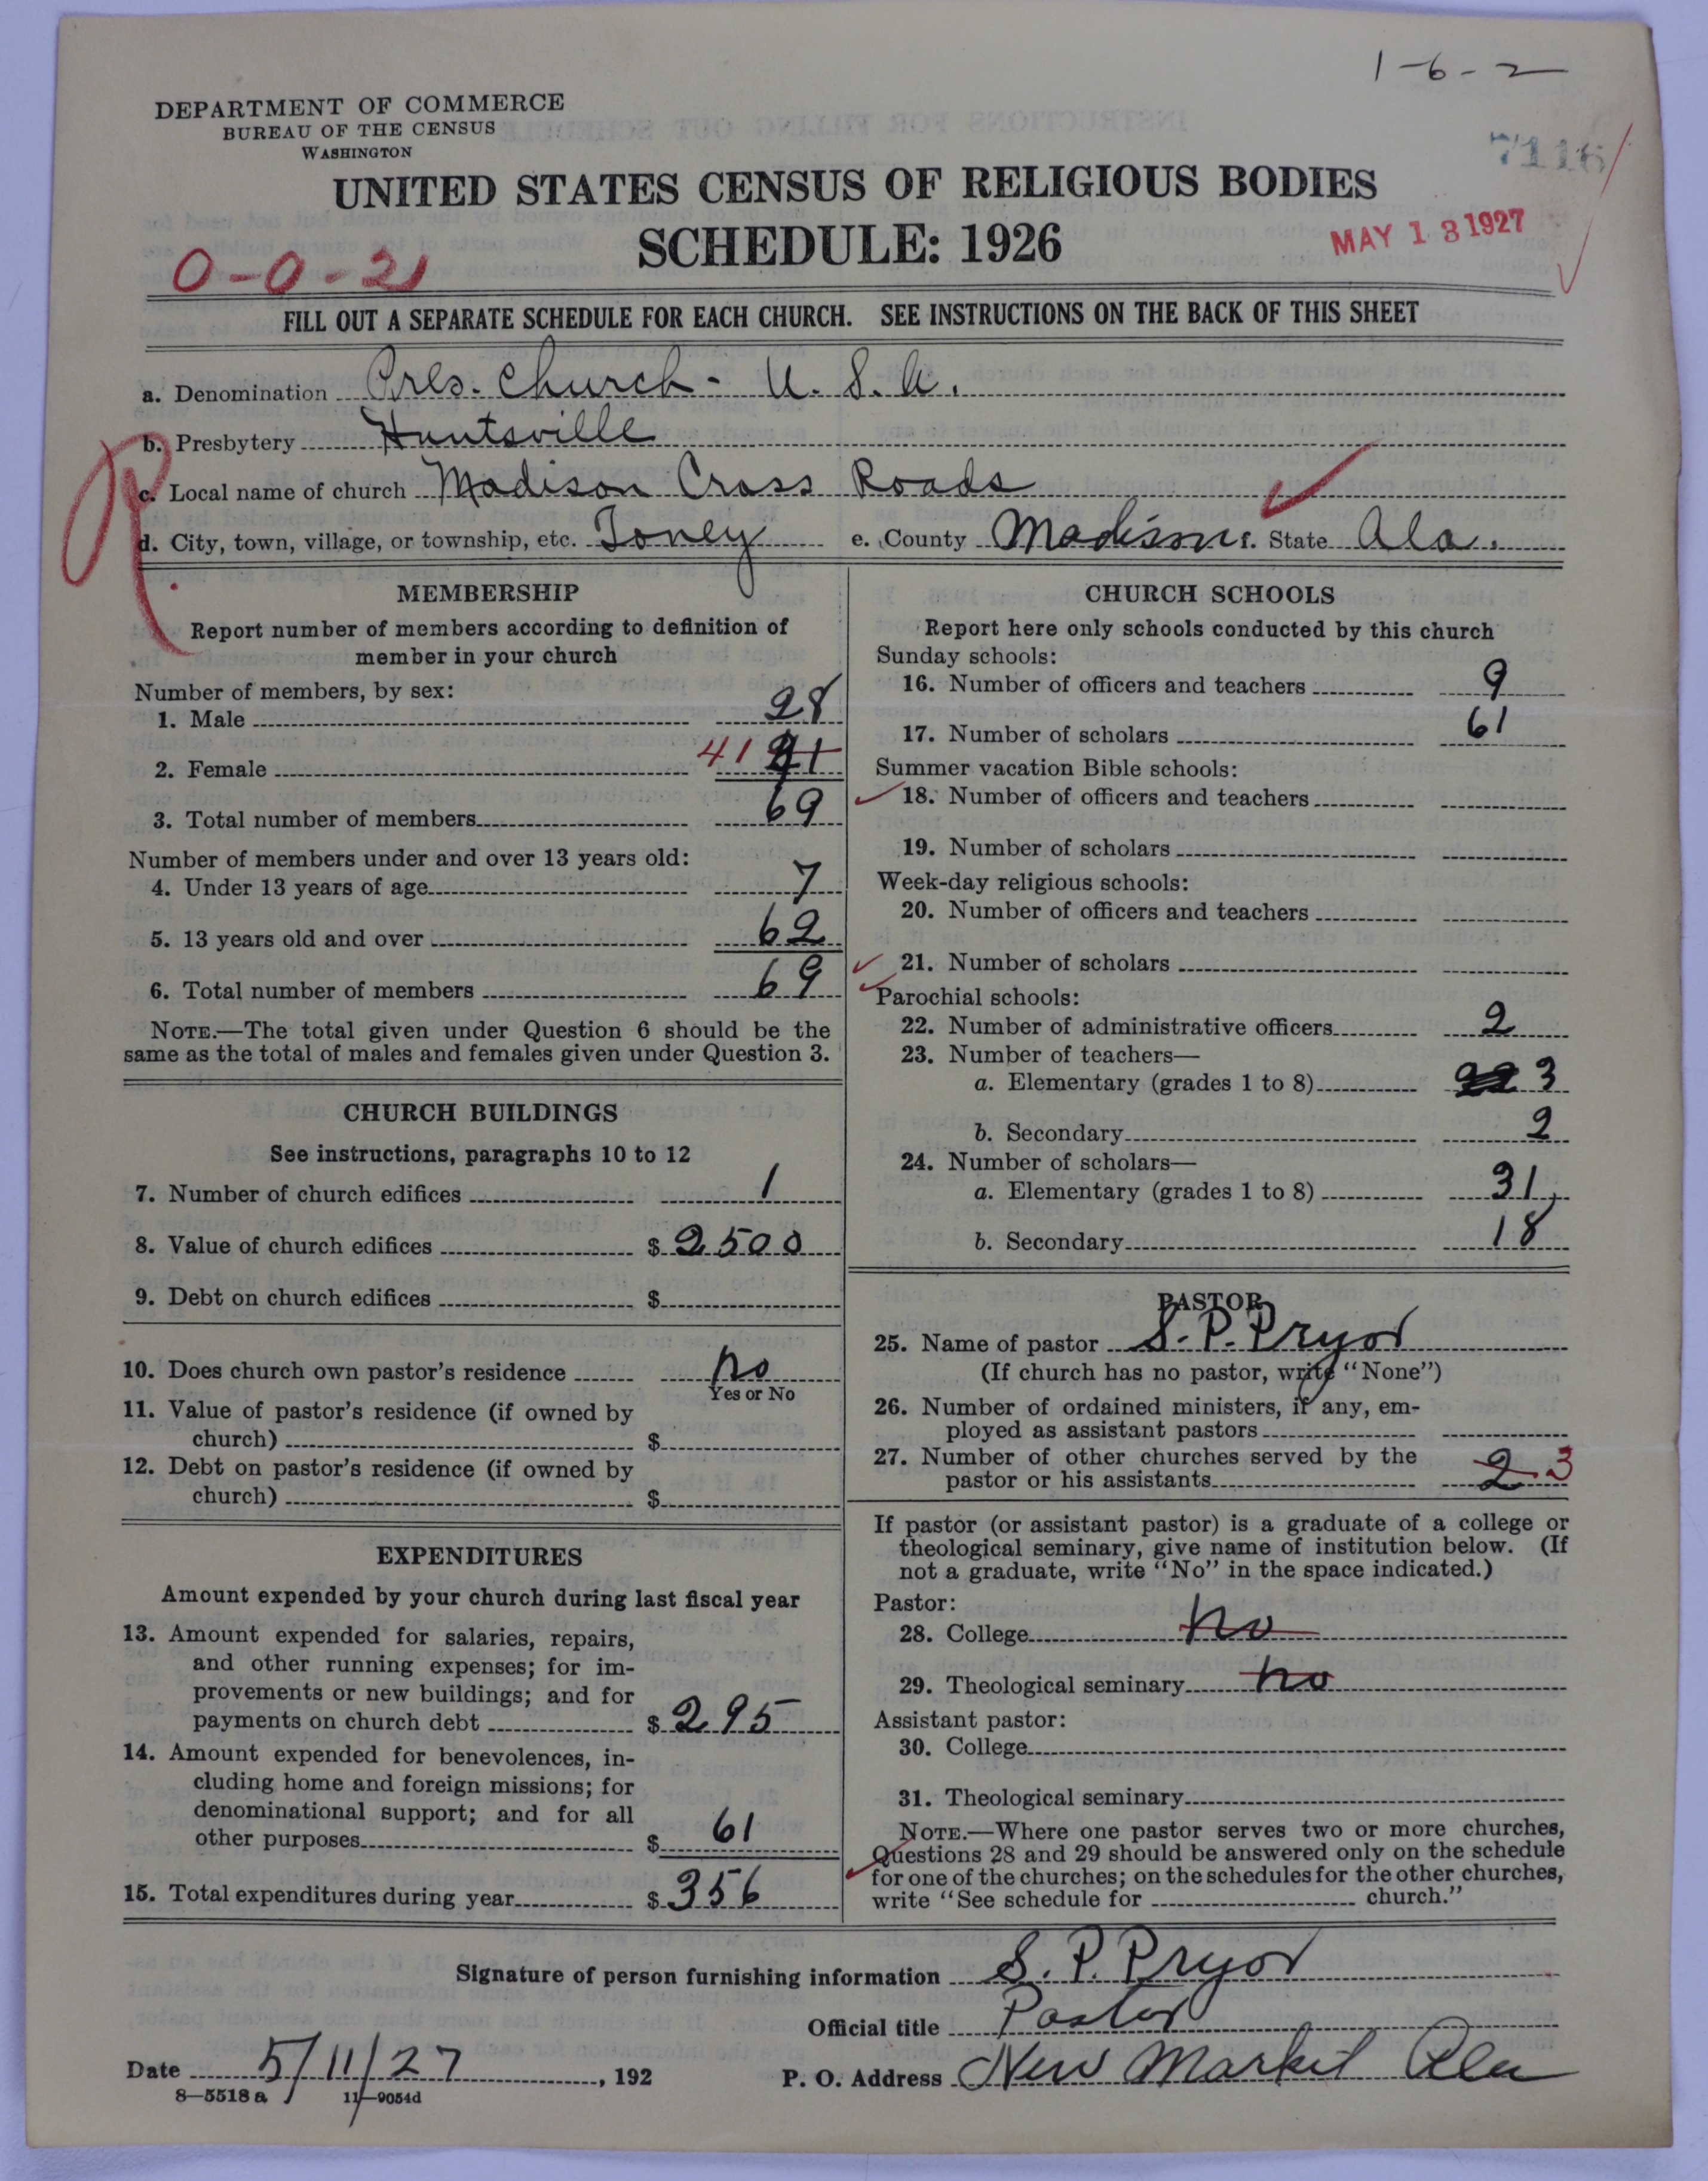 1-6-2
DEPARTMENT OF COMMERCE
BUREAU OF THE CENSUS
WASHINGTON
7116
UNITED STATES CENSUS OF RELIGIOUS BODIES
SCHEDULE: 1926
MAY 13 1927
0-0-21
FILL OUT A SEPARATE SCHEDULE FOR EACH CHURCH. SEE INSTRUCTIONS ON THE BACK OF THIS SHEET
a. Denomination Pres. Church - U. S. A.
b. Presbytery Huntsville
R
c. Local name of church Madison Cross Roads
d. City, town, village, or township, etc. Toney e. County Madison f. State Ala.
MEMBERSHIP
Report number of members according to definition of
member in your church
Number of members, by sex:
1. Male 28
2. Female 41 41
3. Total number of members 69
Number of members under and over 13 years old:
4. Under 13 years of age 7
5. 13 years old and over 62
6. Total number of members 69
NOTE.—The total given under Question 6 should be the
same as the total of males and females given under Question 3.
CHURCH BUILDINGS
See instructions, paragraphs 10 to 12
7. Number of church edifices 1
8. Value of church edifices $ 2500
9. Debt on church edifices $
10. Does church own pastor's residence no
Yes or No
11. Value of pastor's residence (if owned by
church) $
12. Debt on pastor's residence (if owned by
church) $
EXPENDITURES
Amount expended by your church during last fiscal year
13. Amount expended for salaries, repairs,
and other running expenses; for im-
provements or new buildings; and for
payments on church debt $ 295
14. Amount expended for benevolences, in-
cluding home and foreign missions; for
denominational support; and for all
other purposes $ 61
15. Total expenditures during year $ 356
CHURCH SCHOOLS
Report here only schools conducted by this church
Sunday schools:
16. Number of officers and teachers 9
17. Number of scholars 61
Summer vacation Bible schools:
18. Number of officers and teachers
19. Number of scholars
Week-day religious schools:
20. Number of officers and teachers
21. Number of scholars
Parochial schools:
22. Number of administrative officers 2
23. Number of teachers—
a. Elementary (grades 1 to 8) 3
b. Secondary 2
24. Number of scholars—
a. Elementary (grades 1 to 8) 31
b. Secondary 18
PASTOR
25. Name of pastor S. P. Pryor
(If church has no pastor, write "None")
26. Number of ordained ministers, if any, em-
ployed as assistant pastors
27. Number of other churches served by the
pastor or his assistants 2 3
If pastor (or assistant pastor) is a graduate of a college or
theological seminary, give name of institution below. (If
not a graduate, write "No" in the space indicated.)
Pastor:
28. College no
29. Theological seminary no
Assistant pastor:
30. College
31. Theological seminary
NOTE.—Where one pastor serves two or more churches,
Questions 28 and 29 should be answered only on the schedule
for one of the churches; on the schedules for the other churches,
write "See schedule for church."
Signature of person furnishing information S. P. Pryor
Official title Pastor
Date 5/11/27, 192 P. O. Address New Market Ala
8-5518 a 11-9054d